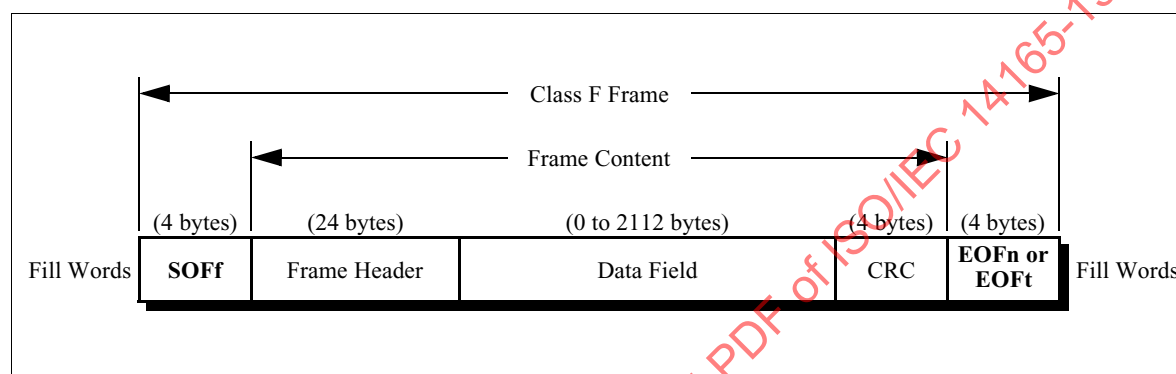 Class F Frame
Frame Content
(4 bytes) (24 bytes) (0 to 2112 bytes) (4 bytes) (4 bytes)
Fill Words SOFf Frame Header Data Field CRC EOFn or EOFt Fill Words
PDF of ISO/IEC 14165-13